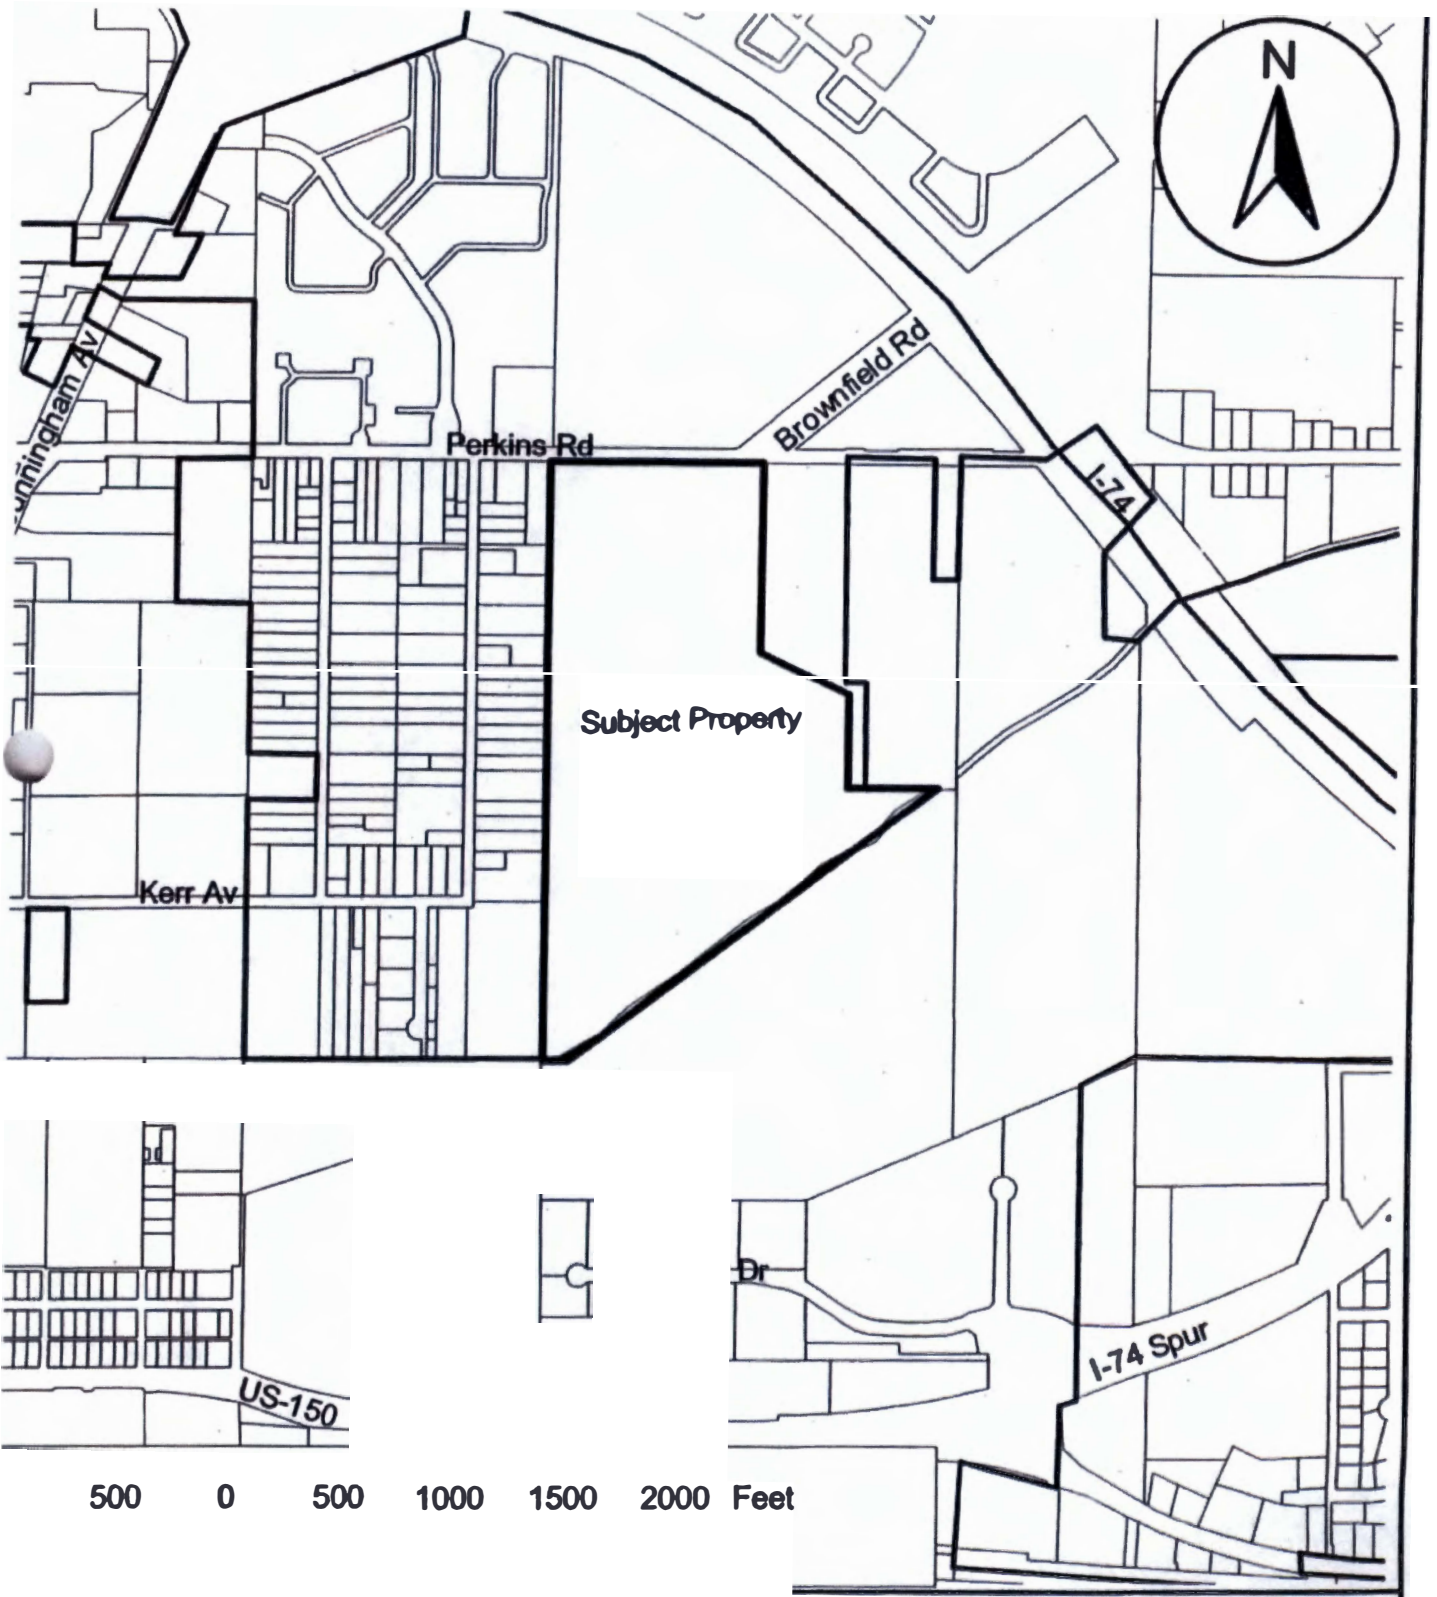 N
Brownfield Rd
Perkins Rd
I-74
Subject Property
Kerr Av
Dr
I-74 Spur
US-150
500 0 500 1000 1500 2000 Feet